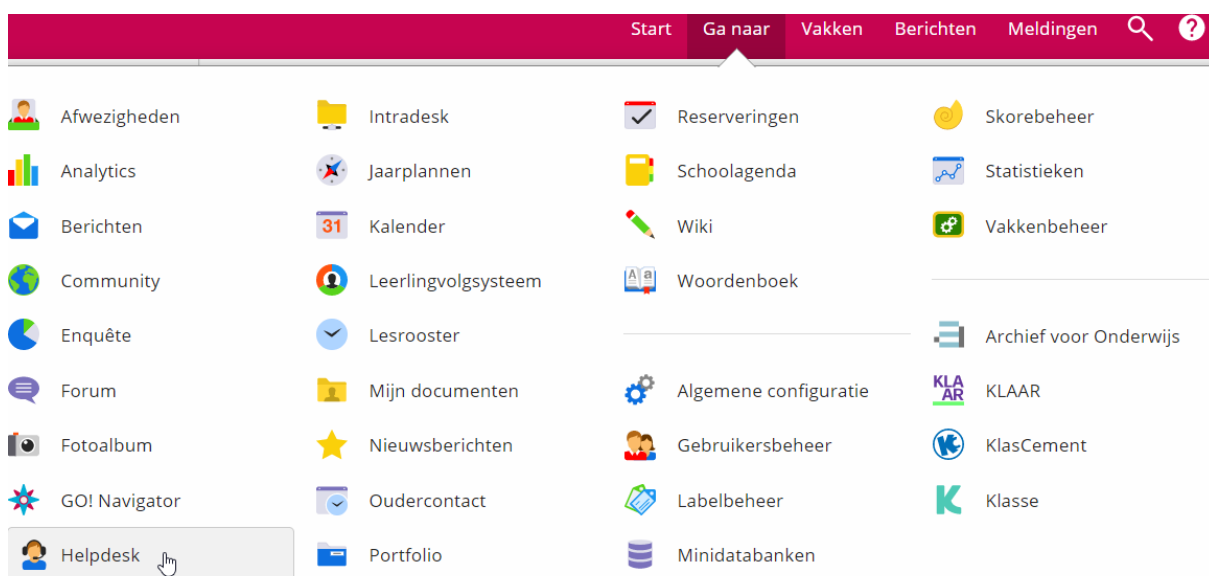 Start Ga naar Vakken Berichten Meldingen ?
Afwezigheden
Analytics
Berichten
Community
Enquête
Forum
Fotoalbum
GO! Navigator
Helpdesk
Intradesk
Jaarplannen
31 Kalender
Leerlingvolgsysteem
Lesrooster
Mijn documenten
Nieuwsberichten
Oudercontact
Portfolio
Reserveringen
Schoolagenda
Wiki
A a Woordenboek
Algemene configuratie
Gebruikersbeheer
Labelbeheer
Minidatabanken
Skorebeheer
Statistieken
Vakkenbeheer
Archief voor Onderwijs
KLA
AR KLAAR
K KlasCement
K Klasse